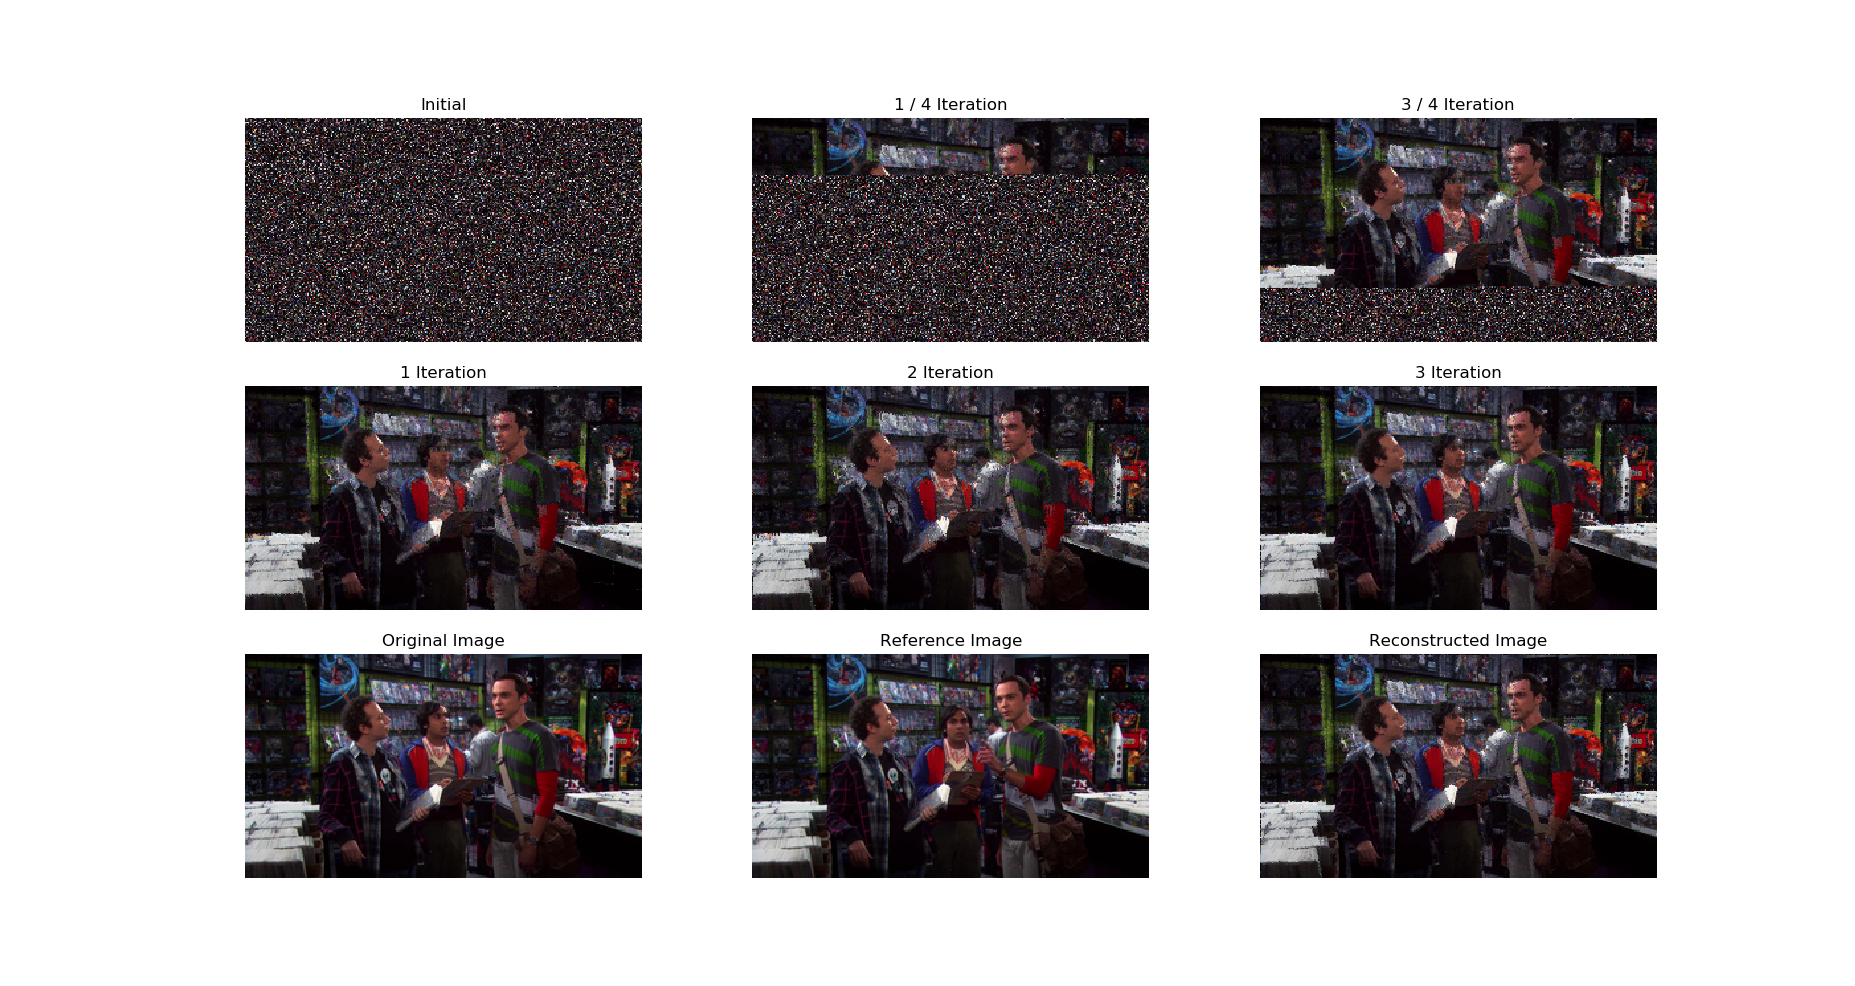 Initial
1 / 4 Iteration
3 / 4 Iteration
1 Iteration
2 Iteration
3 Iteration
Original Image
Reference Image
Reconstructed Image